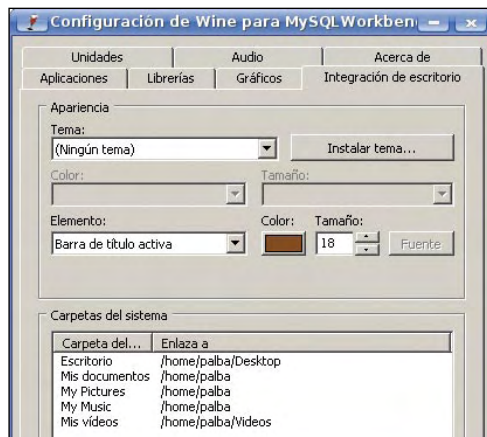 Configuración de Wine para MySQLWorkben
Unidades Audio Acerca de
Aplicaciones Librerías Gráficos Integración de escritorio
Apariencia
Tema:
(Ningún tema) Instalar tema...
Color: Tamaño:
Elemento: Color: Tamaño:
Barra de título activa 18 Fuente
Carpetas del sistema
Carpeta del... Enlaza a
Escritorio /home/palba/Desktop
Mis documentos /home/palba
My Pictures /home/palba
My Music /home/palba
Mis vídeos /home/palba/Videos